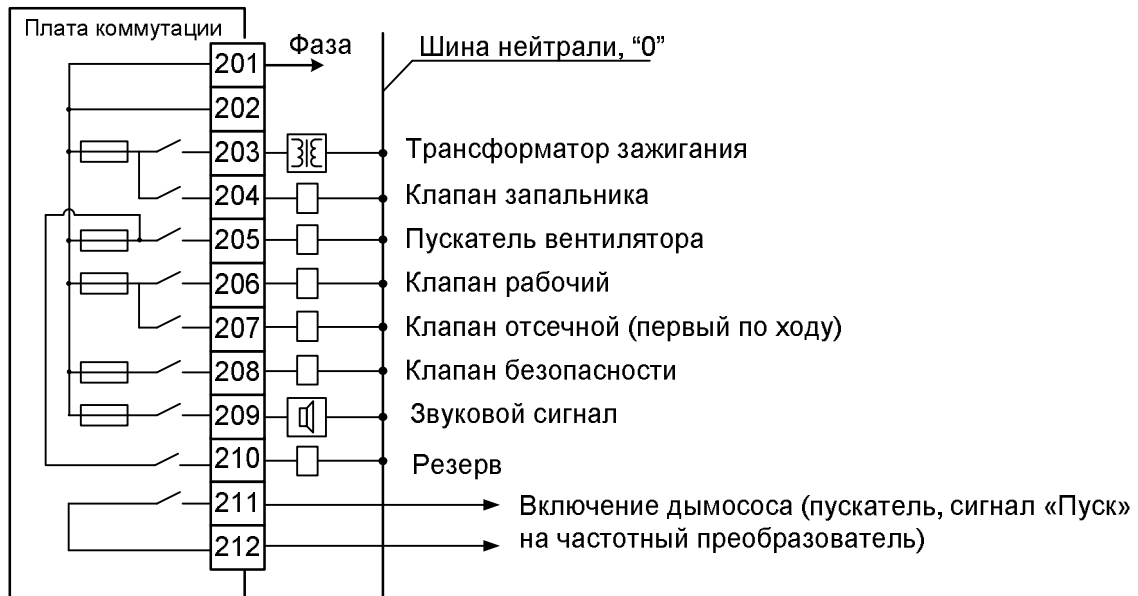 Плата коммутации
Фаза
Шина нейтрали, “0”
201
202
203 Трансформатор зажигания
204 Клапан запальника
205 Пускатель вентилятора
206 Клапан рабочий
207 Клапан отсечной (первый по ходу)
208 Клапан безопасности
209 Звуковой сигнал
210 Резерв
211 Включение дымососа (пускатель, сигнал «Пуск»
212 на частотный преобразователь)